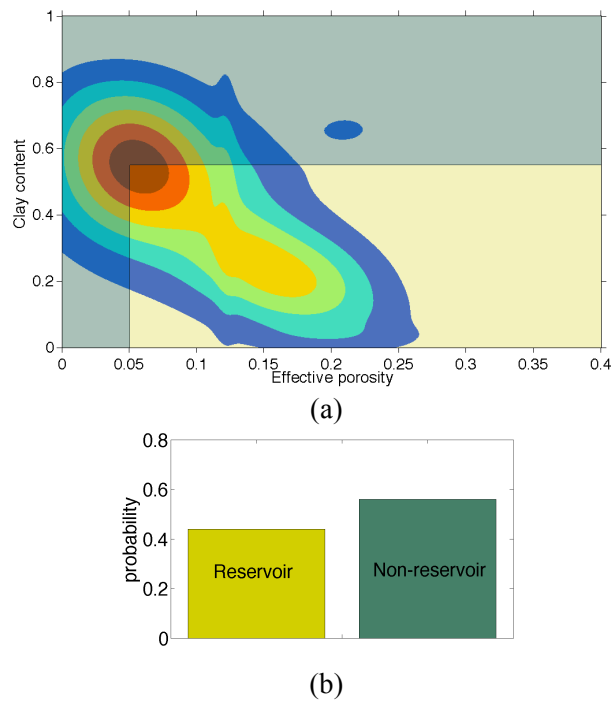 1
0.8
0.6
0.4
0.2
0
Clay content
0 0.05 0.1 0.15 0.2 0.25 0.3 0.35 0.4
Effective porosity
(a)
0.8
0.6
0.4
0.2
0
probability
Reservoir
Non-reservoir
(b)